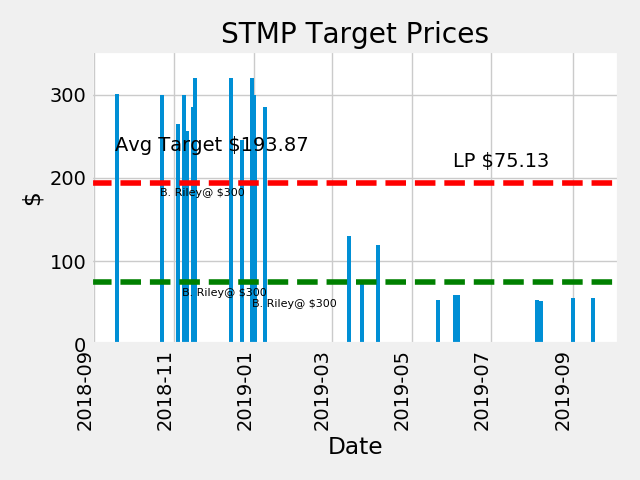 STMP Target Prices
300
Avg Target $193.87
LP $75.13
200
B. Riley@ $300
$
100
B. Riley@ $300
B. Riley@ $300
0
2018-09
2018-11
2019-01
2019-03
2019-05
2019-07
2019-09
Date